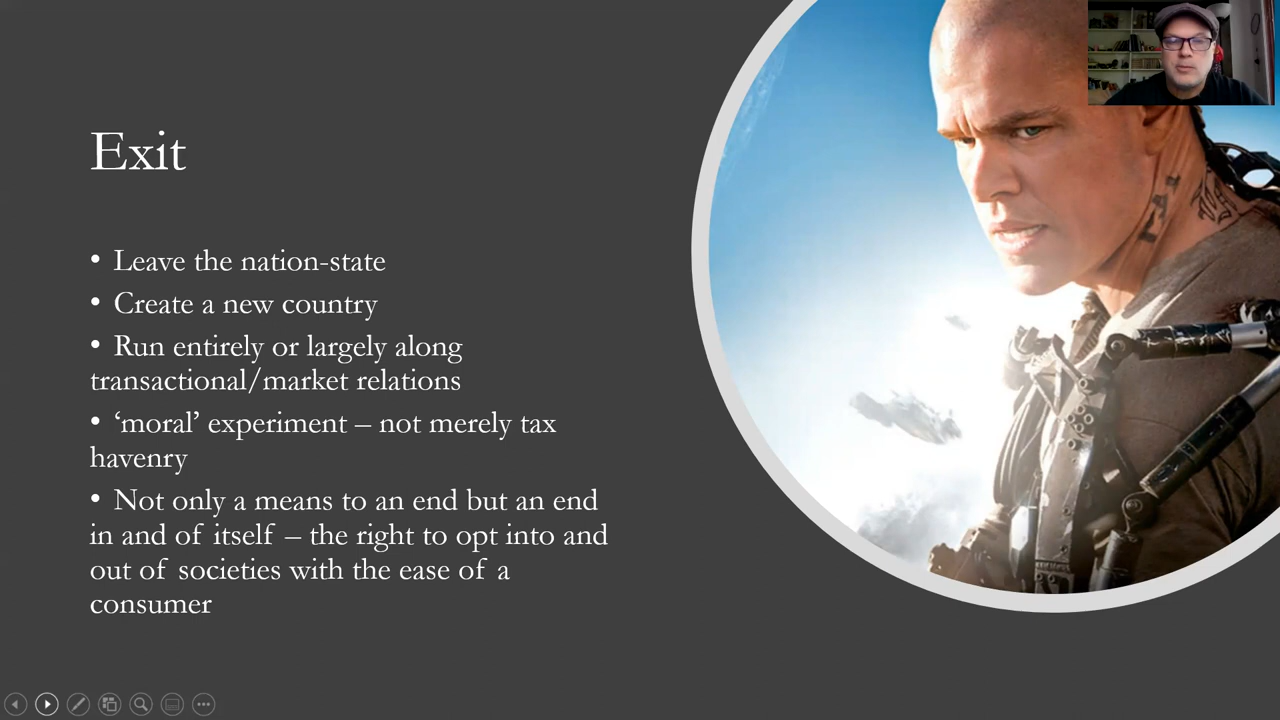 Exit
• Leave the nation-state
• Create a new country
• Run entirely or largely along
transactional/market relations
• ‘moral’ experiment – not merely tax
havenry
• Not only a means to an end but an end
in and of itself – the right to opt into and
out of societies with the ease of a
consumer